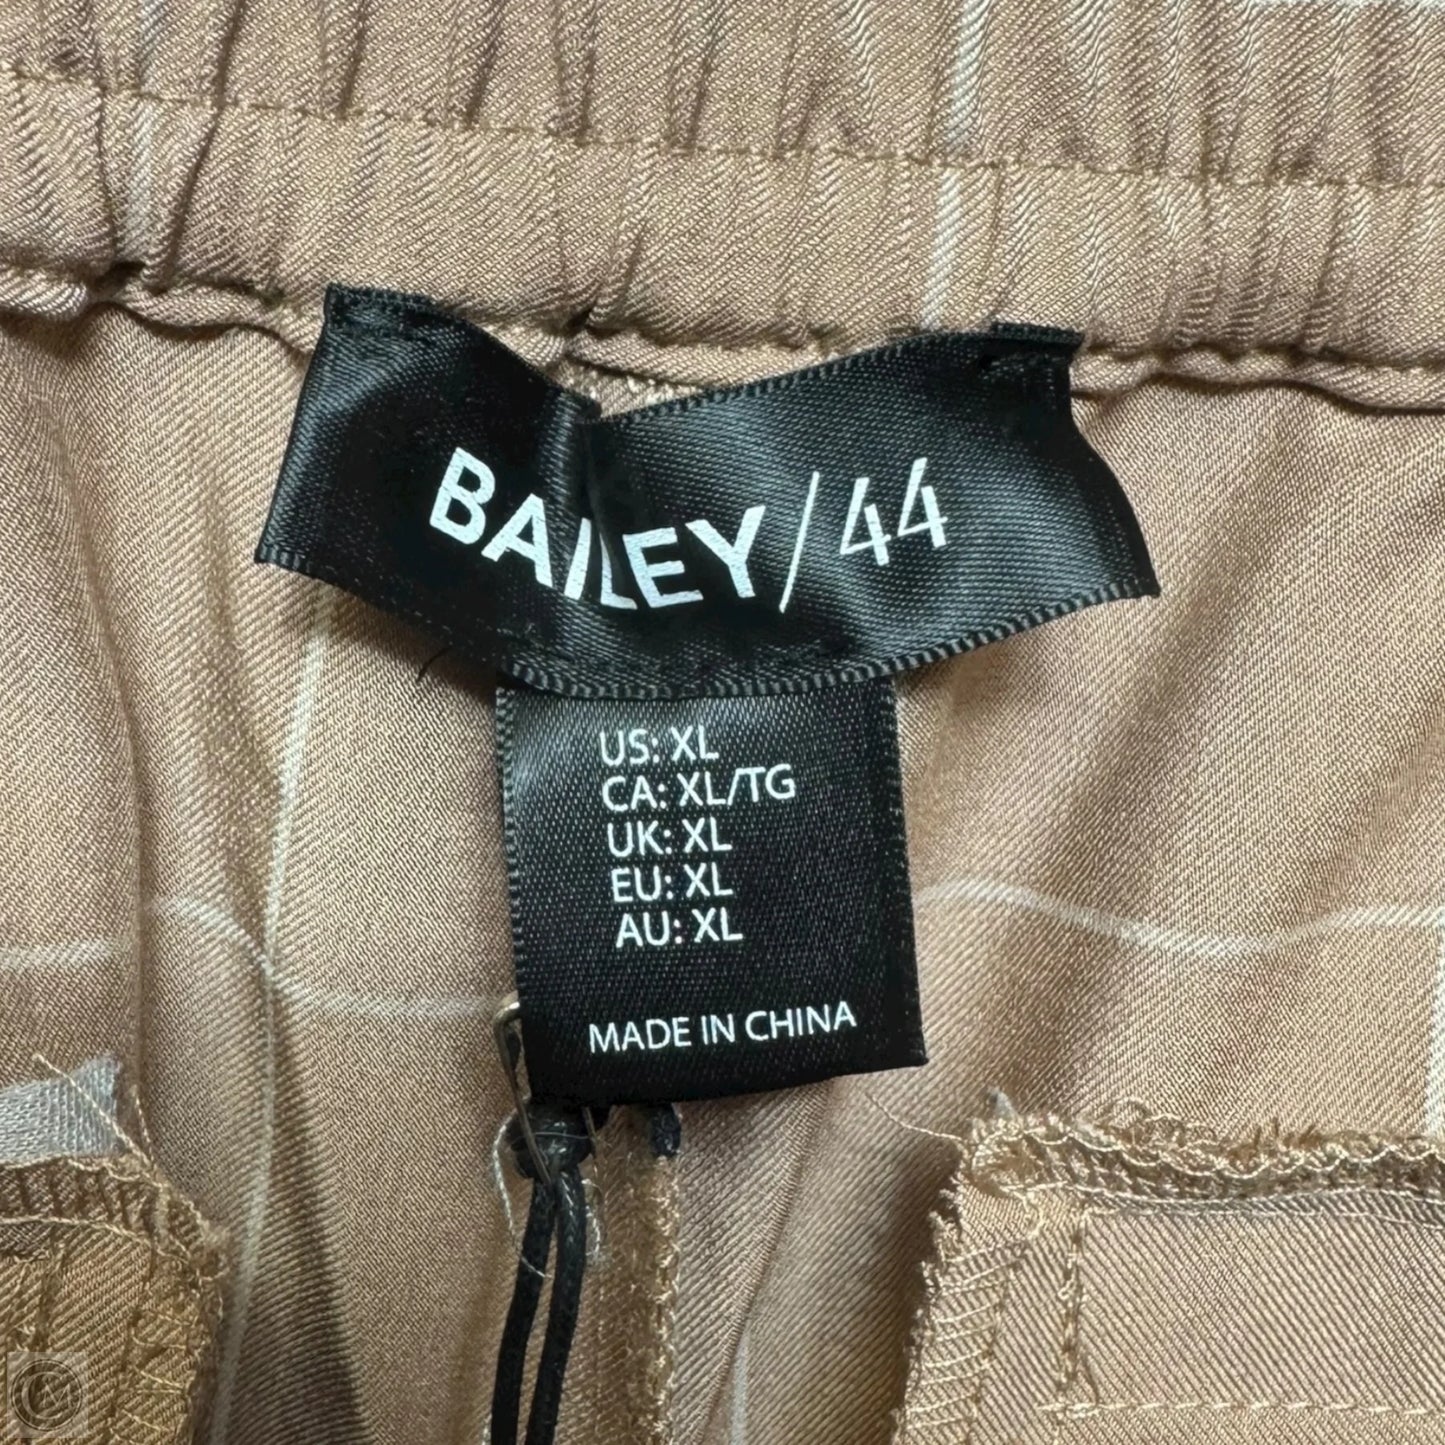 BAILEY/44
US: XL
CA: XL/TG
UK: XL
EU: XL
AU: XL
MADE IN CHINA